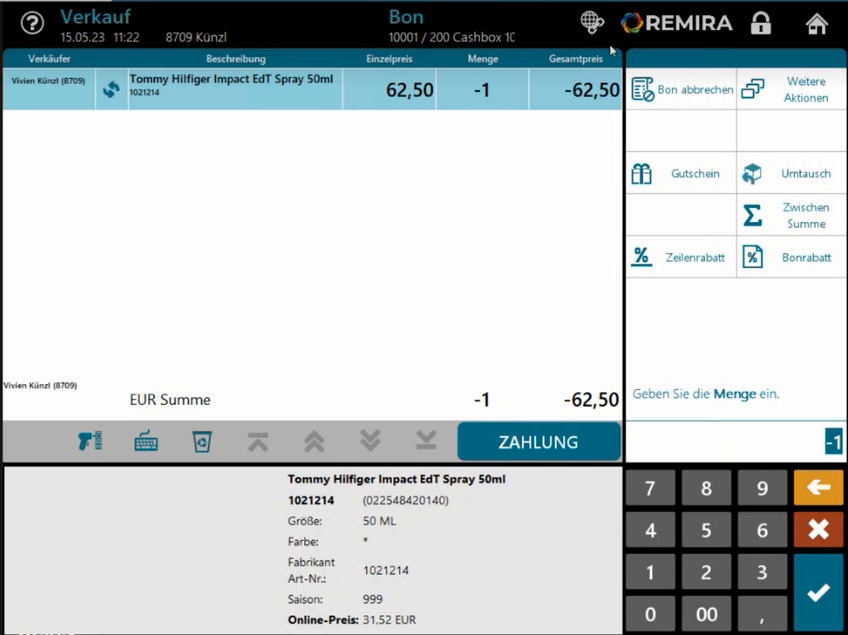 Verkauf
15.05.23 11:22 8709 Künzl
Bon
10001 / 200 Cashbox 10
REMIRA
Verkäufer Beschreibung Einzelpreis Menge Gesamtpreis
Vivien Künzl (8709) Tommy Hilfiger Impact EdT Spray 50ml 62,50 -1 -62,50
1021214
Bon abbrechen
Weitere
Aktionen
Gutschein
Umtausch
Zwischen
Summe
% Zeilenrabatt
% Bonrabatt
Vivien Künzl (8709)
EUR Summe -1 -62,50
Geben Sie die Menge ein.
ZAHLUNG
-1
Tommy Hilfiger Impact EdT Spray 50ml
1021214 (022548420140)
Größe: 50 ML
Farbe: *
Fabrikant
Art-Nr.: 1021214
Saison: 999
Online-Preis: 31,52 EUR
7 8 9
4 5 6
1 2 3
0 00 ,